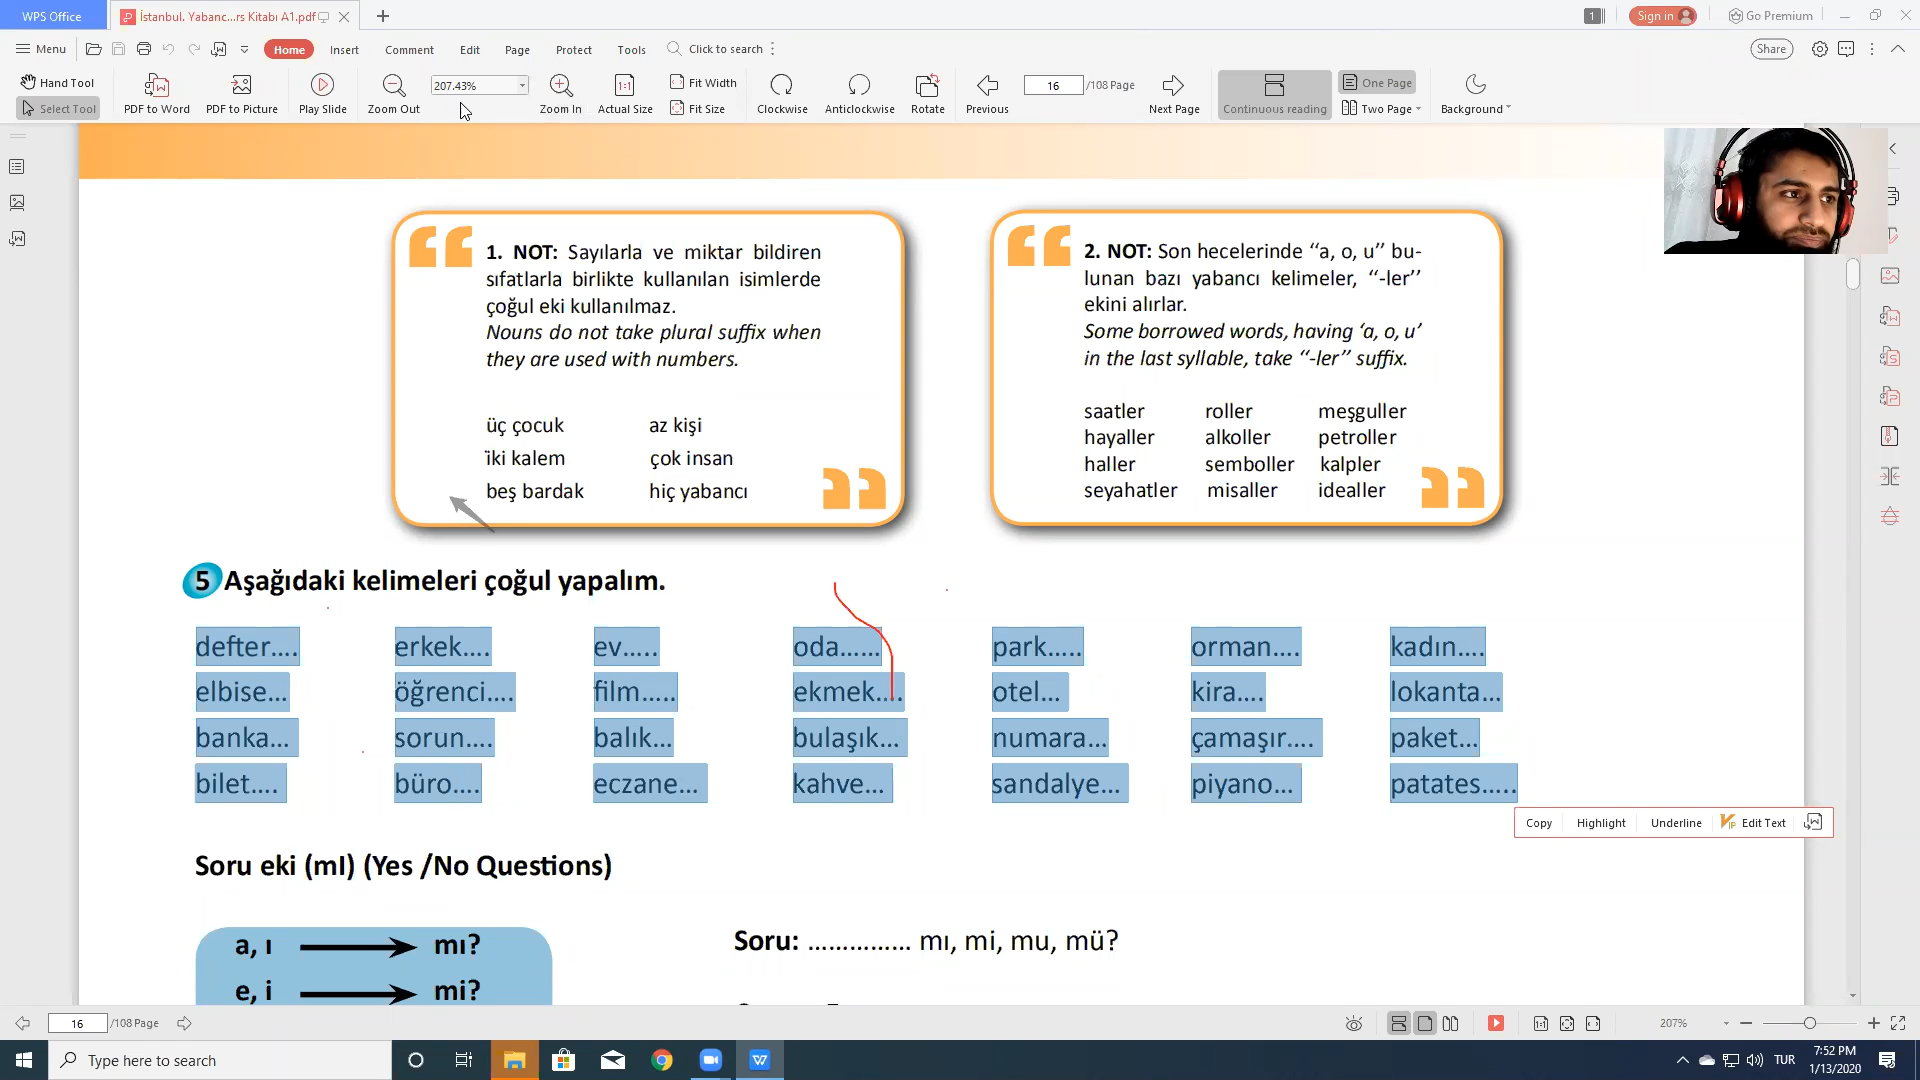 WPS Office
İstanbul. Yabanc...rs Kitabı A1.pdf
1
Sign in
Go Premium
Menu
Home
Insert
Comment
Edit
Page
Protect
Tools
Click to search
Share
Hand Tool
Select Tool
PDF to Word
PDF to Picture
Play Slide
Zoom Out
207.43%
Zoom In
1:1
Actual Size
Fit Width
Fit Size
Clockwise
Anticlockwise
Rotate
Previous
16 /108 Page
Next Page
Continuous reading
One Page
Two Page
Background
1. NOT: Sayılarla ve miktar bildiren
sıfatlarla birlikte kullanılan isimlerde
çoğul eki kullanılmaz.
Nouns do not take plural suffix when
they are used with numbers.
üç çocuk az kişi
iki kalem çok insan
beş bardak hiç yabancı
2. NOT: Son hecelerinde “a, o, u” bu-
lunan bazı yabancı kelimeler, “-ler”
ekini alırlar.
Some borrowed words, having ‘a, o, u’
in the last syllable, take “-ler” suffix.
saatler roller meşguller
hayaller alkoller petroller
haller semboller kalpler
seyahatler misaller idealler
5 Aşağıdaki kelimeleri çoğul yapalım.
defter.... erkek.... ev..... oda...... park..... orman.... kadın....
elbise... öğrenci.... film..... ekmek.... otel... kira.... lokanta...
banka... sorun.... balık... bulaşık... numara... çamaşır.... paket...
bilet.... büro.... eczane... kahve... sandalye... piyano... patates.....
Copy Highlight Underline Edit Text
Soru eki (mI) (Yes /No Questions)
a, ı mı?
e, i mi?
Soru: ............... mı, mi, mu, mü?
16 /108 Page
207%
Type here to search
TUR
7:52 PM
1/13/2020